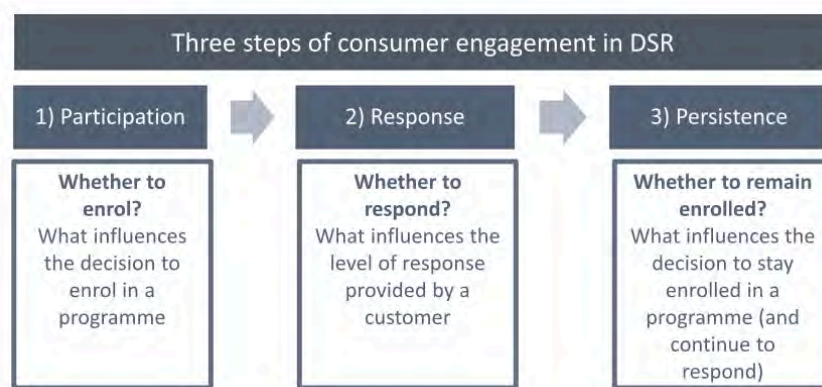 Three steps of consumer engagement in DSR
1) Participation
2) Response
3) Persistence
Whether to
enrol?
What influences
the decision to
enrol in a
programme
Whether to
respond?
What influences the
level of response
provided by a
customer
Whether to remain
enrolled?
What influences the
decision to stay
enrolled in a
programme (and
continue to
respond)